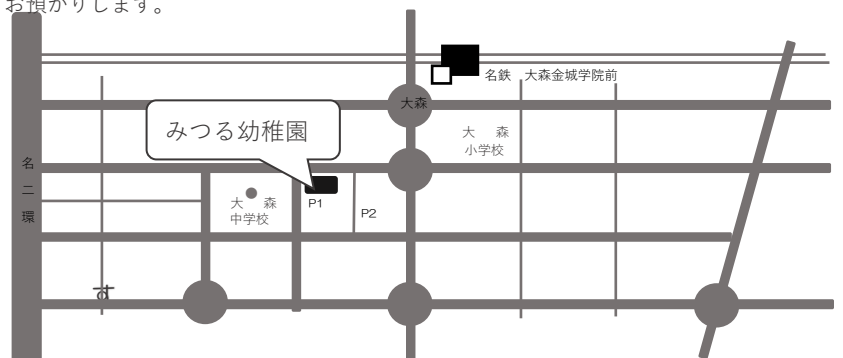 お預かりします。
名鉄　大森金城学院前
大森
みつる幼稚園
大　森
小学校
名
二
環
大　森
中学校
P1
P2
す